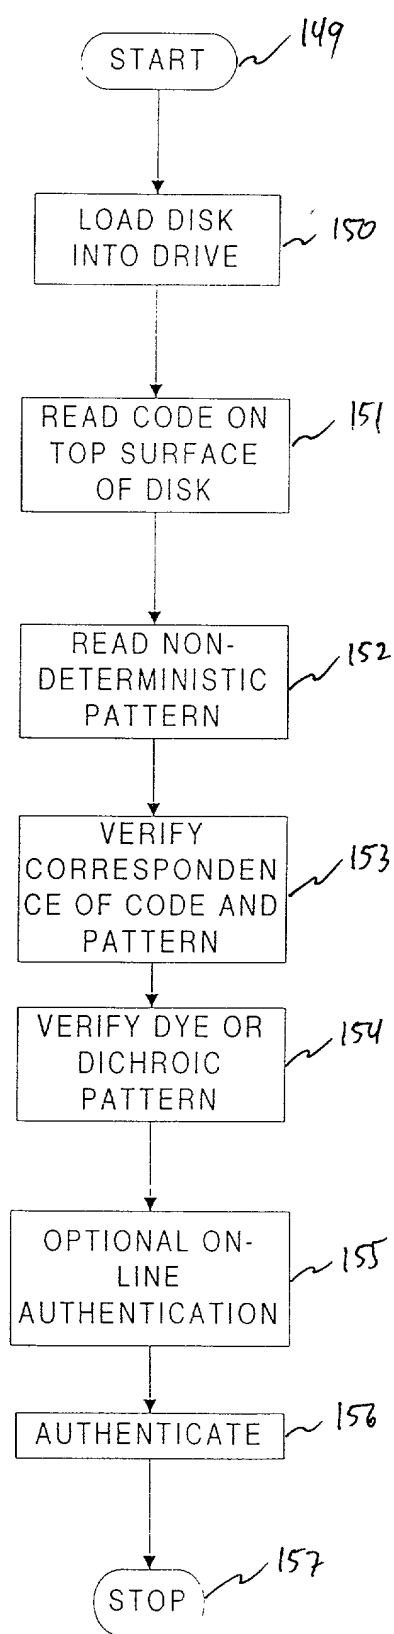 START
149
LOAD DISK
INTO DRIVE
150
READ CODE ON
TOP SURFACE
OF DISK
151
READ NON-
DETERMINISTIC
PATTERN
152
VERIFY
CORRESPONDEN
CE OF CODE AND
PATTERN
153
VERIFY DYE OR
DICHROIC
PATTERN
154
OPTIONAL ON-
LINE
AUTHENTICATION
155
AUTHENTICATE
156
STOP
157